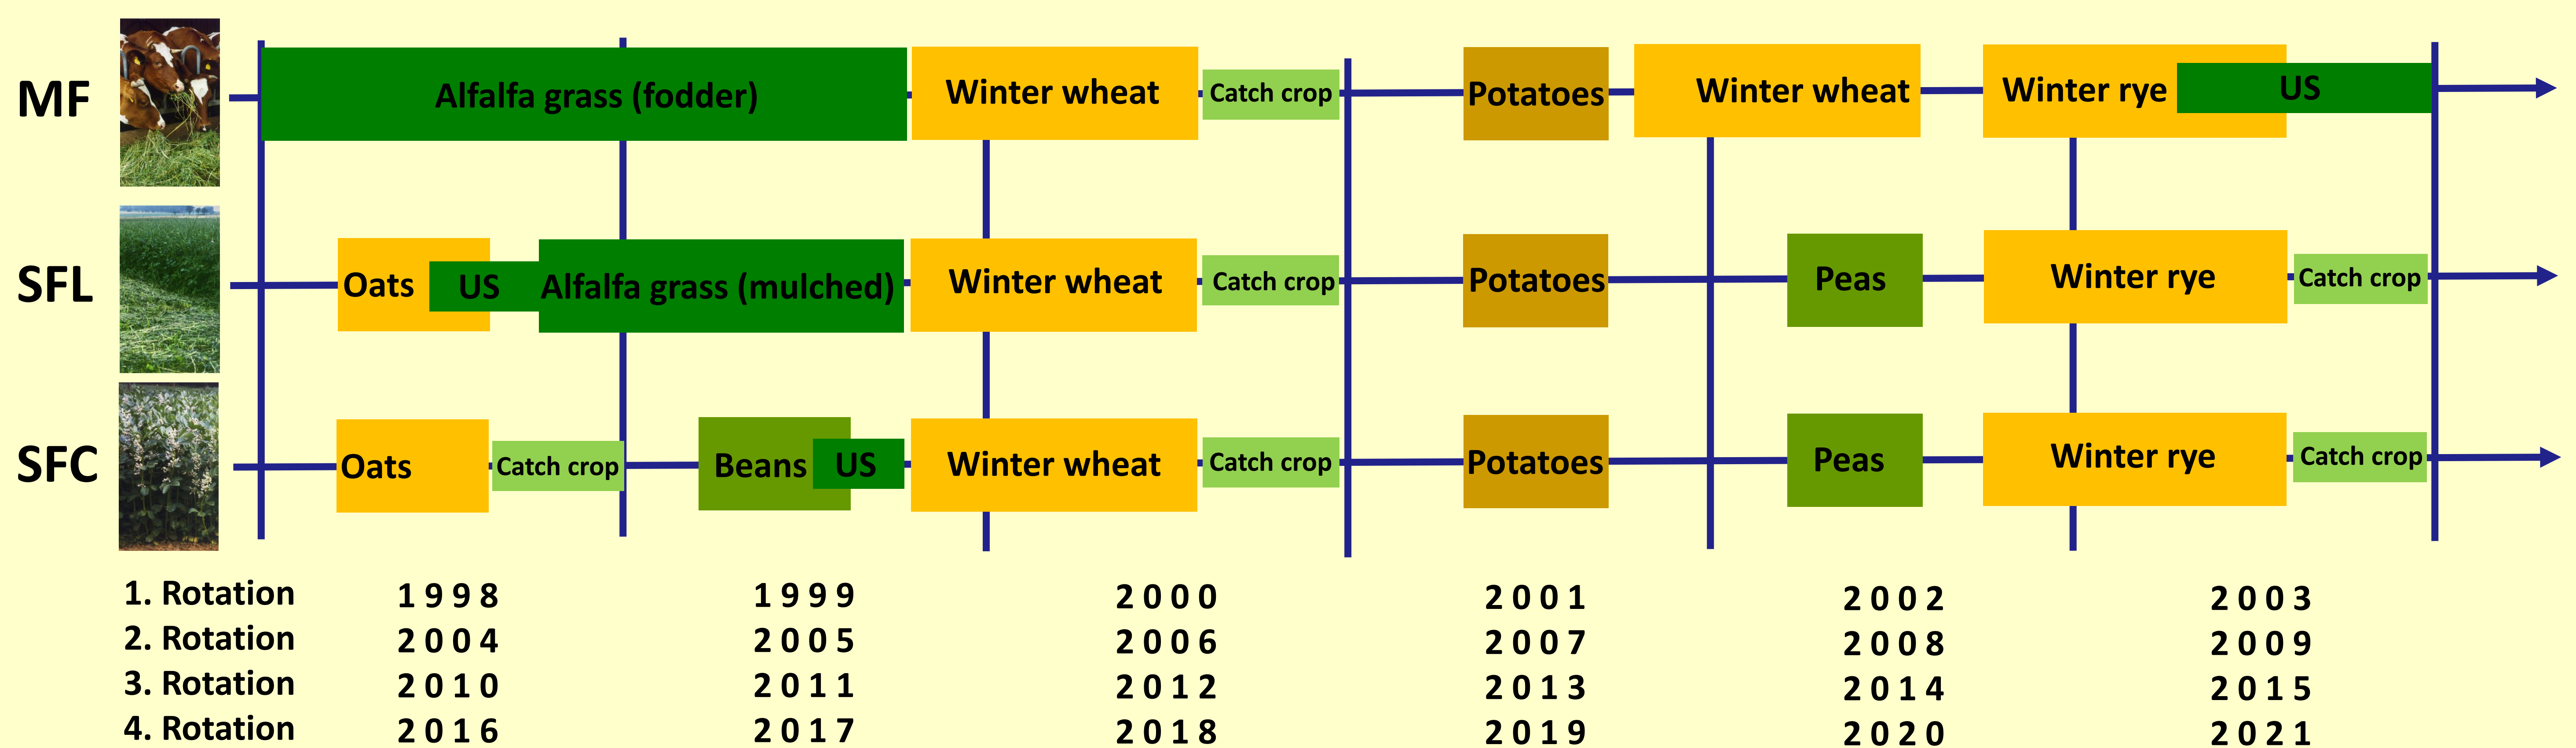 MF Alfalfa grass (fodder) Winter wheat Catch crop Potatoes Winter wheat Winter rye US
SFL Oats US Alfalfa grass (mulched) Winter wheat Catch crop Potatoes Peas Winter rye Catch crop
SFC Oats Catch crop Beans US Winter wheat Catch crop Potatoes Peas Winter rye Catch crop
1. Rotation 1998 1999 2000 2001 2002 2003
2. Rotation 2004 2005 2006 2007 2008 2009
3. Rotation 2010 2011 2012 2013 2014 2015
4. Rotation 2016 2017 2018 2019 2020 2021